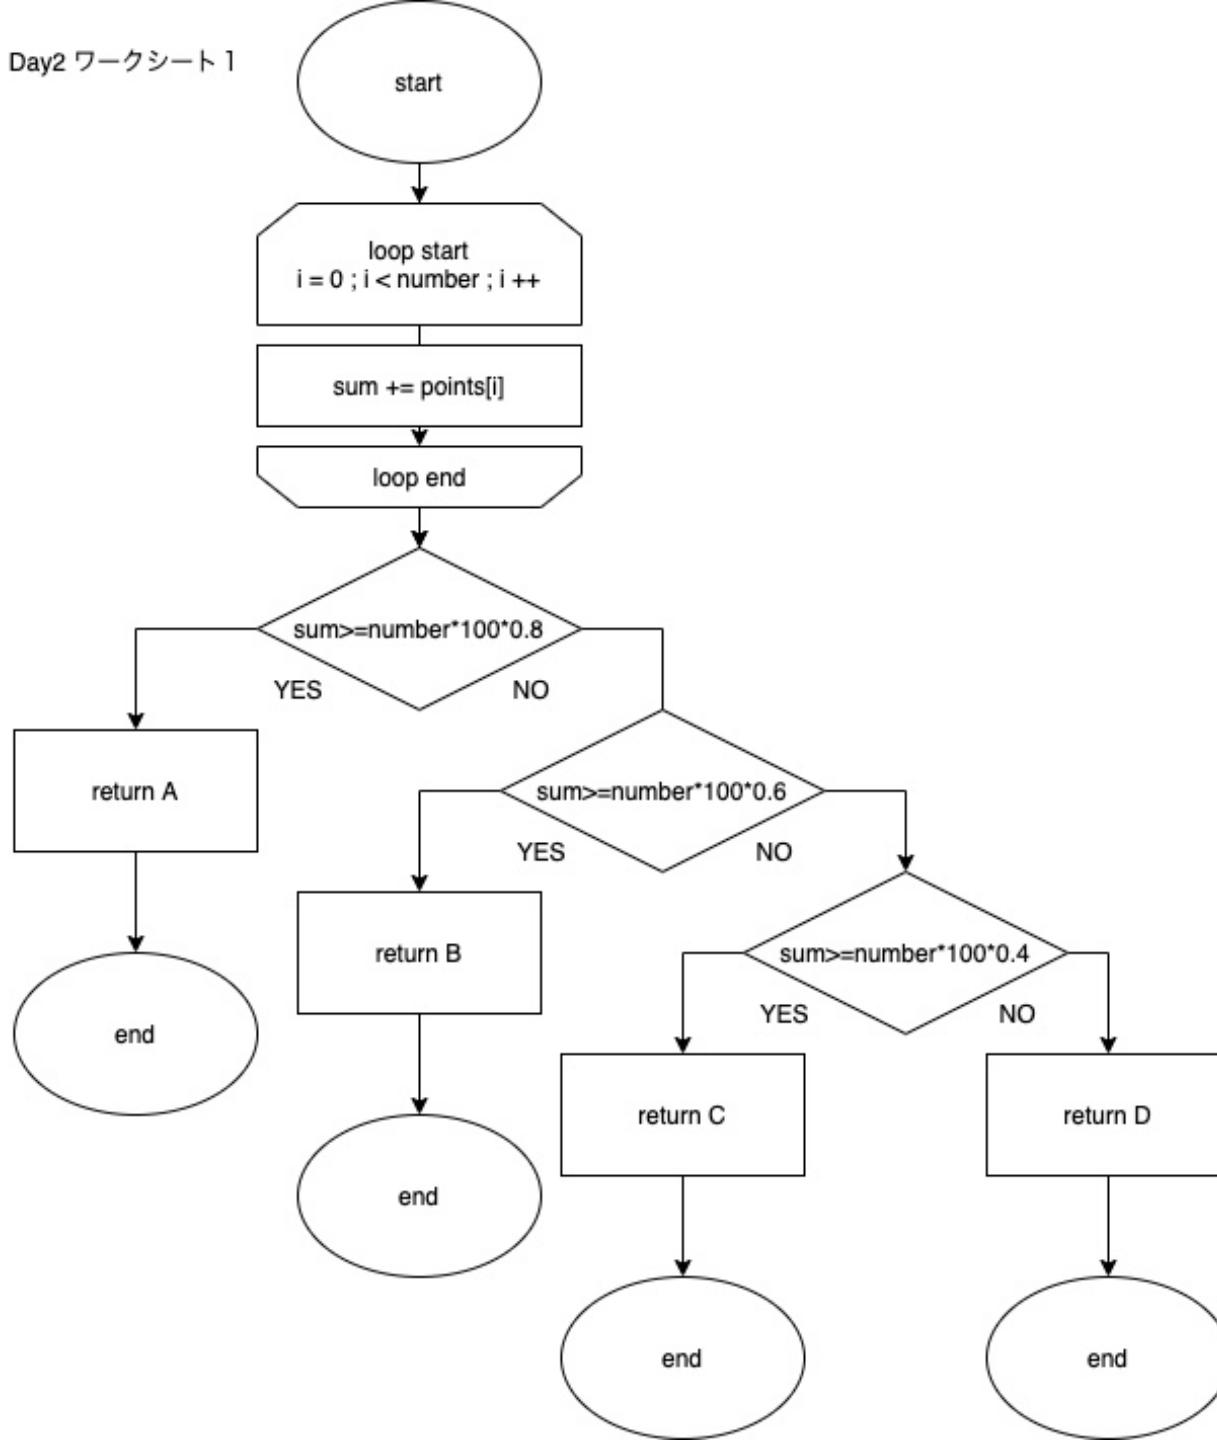 Day2 ワークシート1
start
loop start
i = 0 ; i < number ; i ++
sum += points[i]
loop end
sum>=number*100*0.8
YES
NO
return A
sum>=number*100*0.6
YES
NO
end
return B
sum>=number*100*0.4
YES
NO
end
return C
return D
end
end